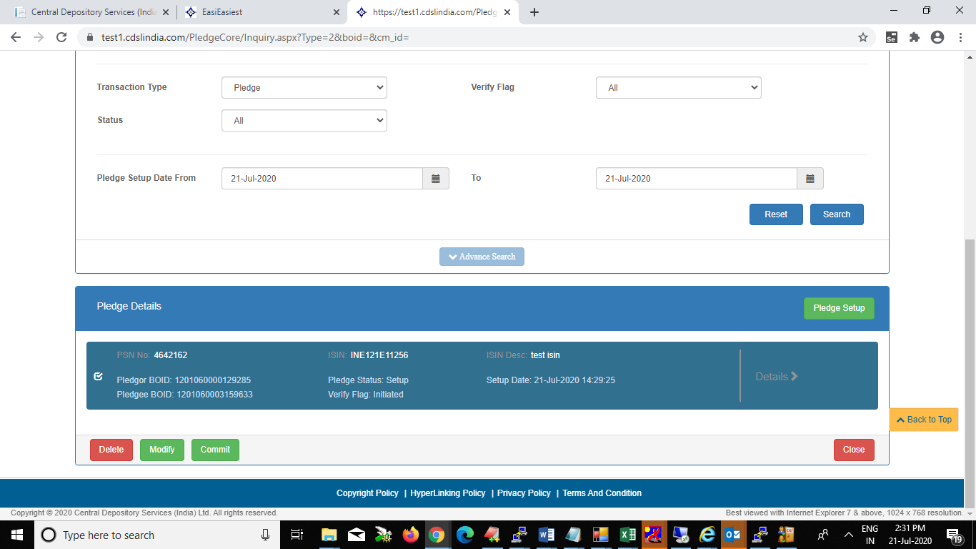 Central Depository Services (Indi
EasiEasiest
https://test1.cdslindia.com/Pledg
test1.cdslindia.com/PledgeCore/Inquiry.aspx?Type=2&boid=&cm_id=
Transaction Type Pledge Verify Flag All
Status All
Pledge Setup Date From 21-Jul-2020 To 21-Jul-2020
Reset Search
Advance Search
Pledge Details Pledge Setup
PSN No: 4642162 ISIN: INE121E11256 ISIN Desc: test isin
Pledgor BOID: 1201060000129285 Pledge Status: Setup Setup Date: 21-Jul-2020 14:29:25 Details
Pledgee BOID: 1201060003159633 Verify Flag: Initiated
Back to Top
Delete Modify Commit Close
Copyright Policy | HyperLinking Policy | Privacy Policy | Terms And Condition
Copyright © 2020 Central Depository Services (India) Ltd. All rights reserved. Best viewed with Internet Explorer 7 & above, 1024 x 768 resolution.
Type here to search
ENG 2:31 PM
IN 21-Jul-2020
19